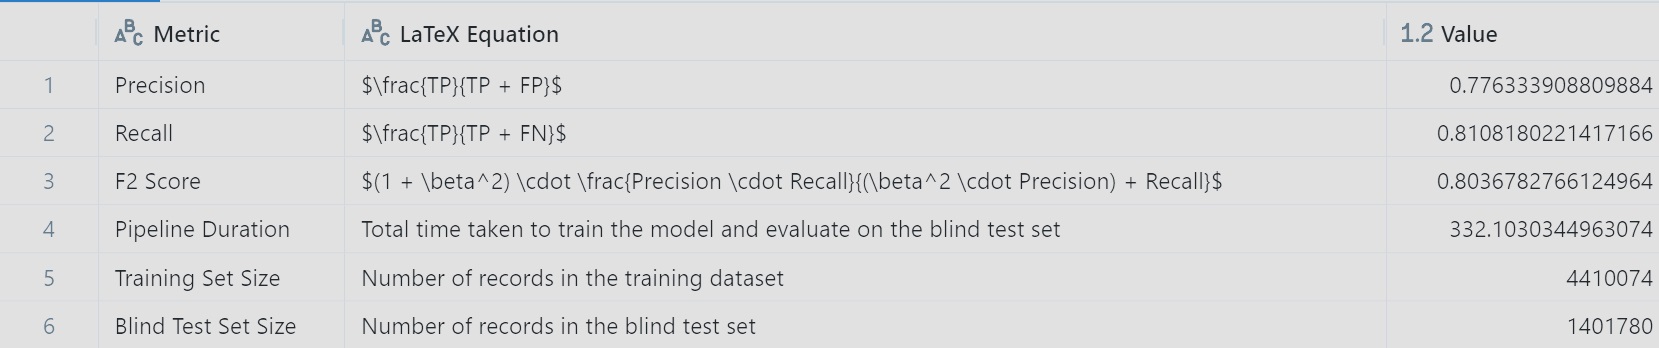 ABC Metric ABC LaTeX Equation 1.2 Value
1 Precision $\frac{TP}{TP + FP}$ 0.776333908809884
2 Recall $\frac{TP}{TP + FN}$ 0.8108180221417166
3 F2 Score $(1 + \beta^2) \cdot \frac{Precision \cdot Recall}{(\beta^2 \cdot Precision) + Recall}$ 0.8036782766124964
4 Pipeline Duration Total time taken to train the model and evaluate on the blind test set 332.1030344963074
5 Training Set Size Number of records in the training dataset 4410074
6 Blind Test Set Size Number of records in the blind test set 1401780